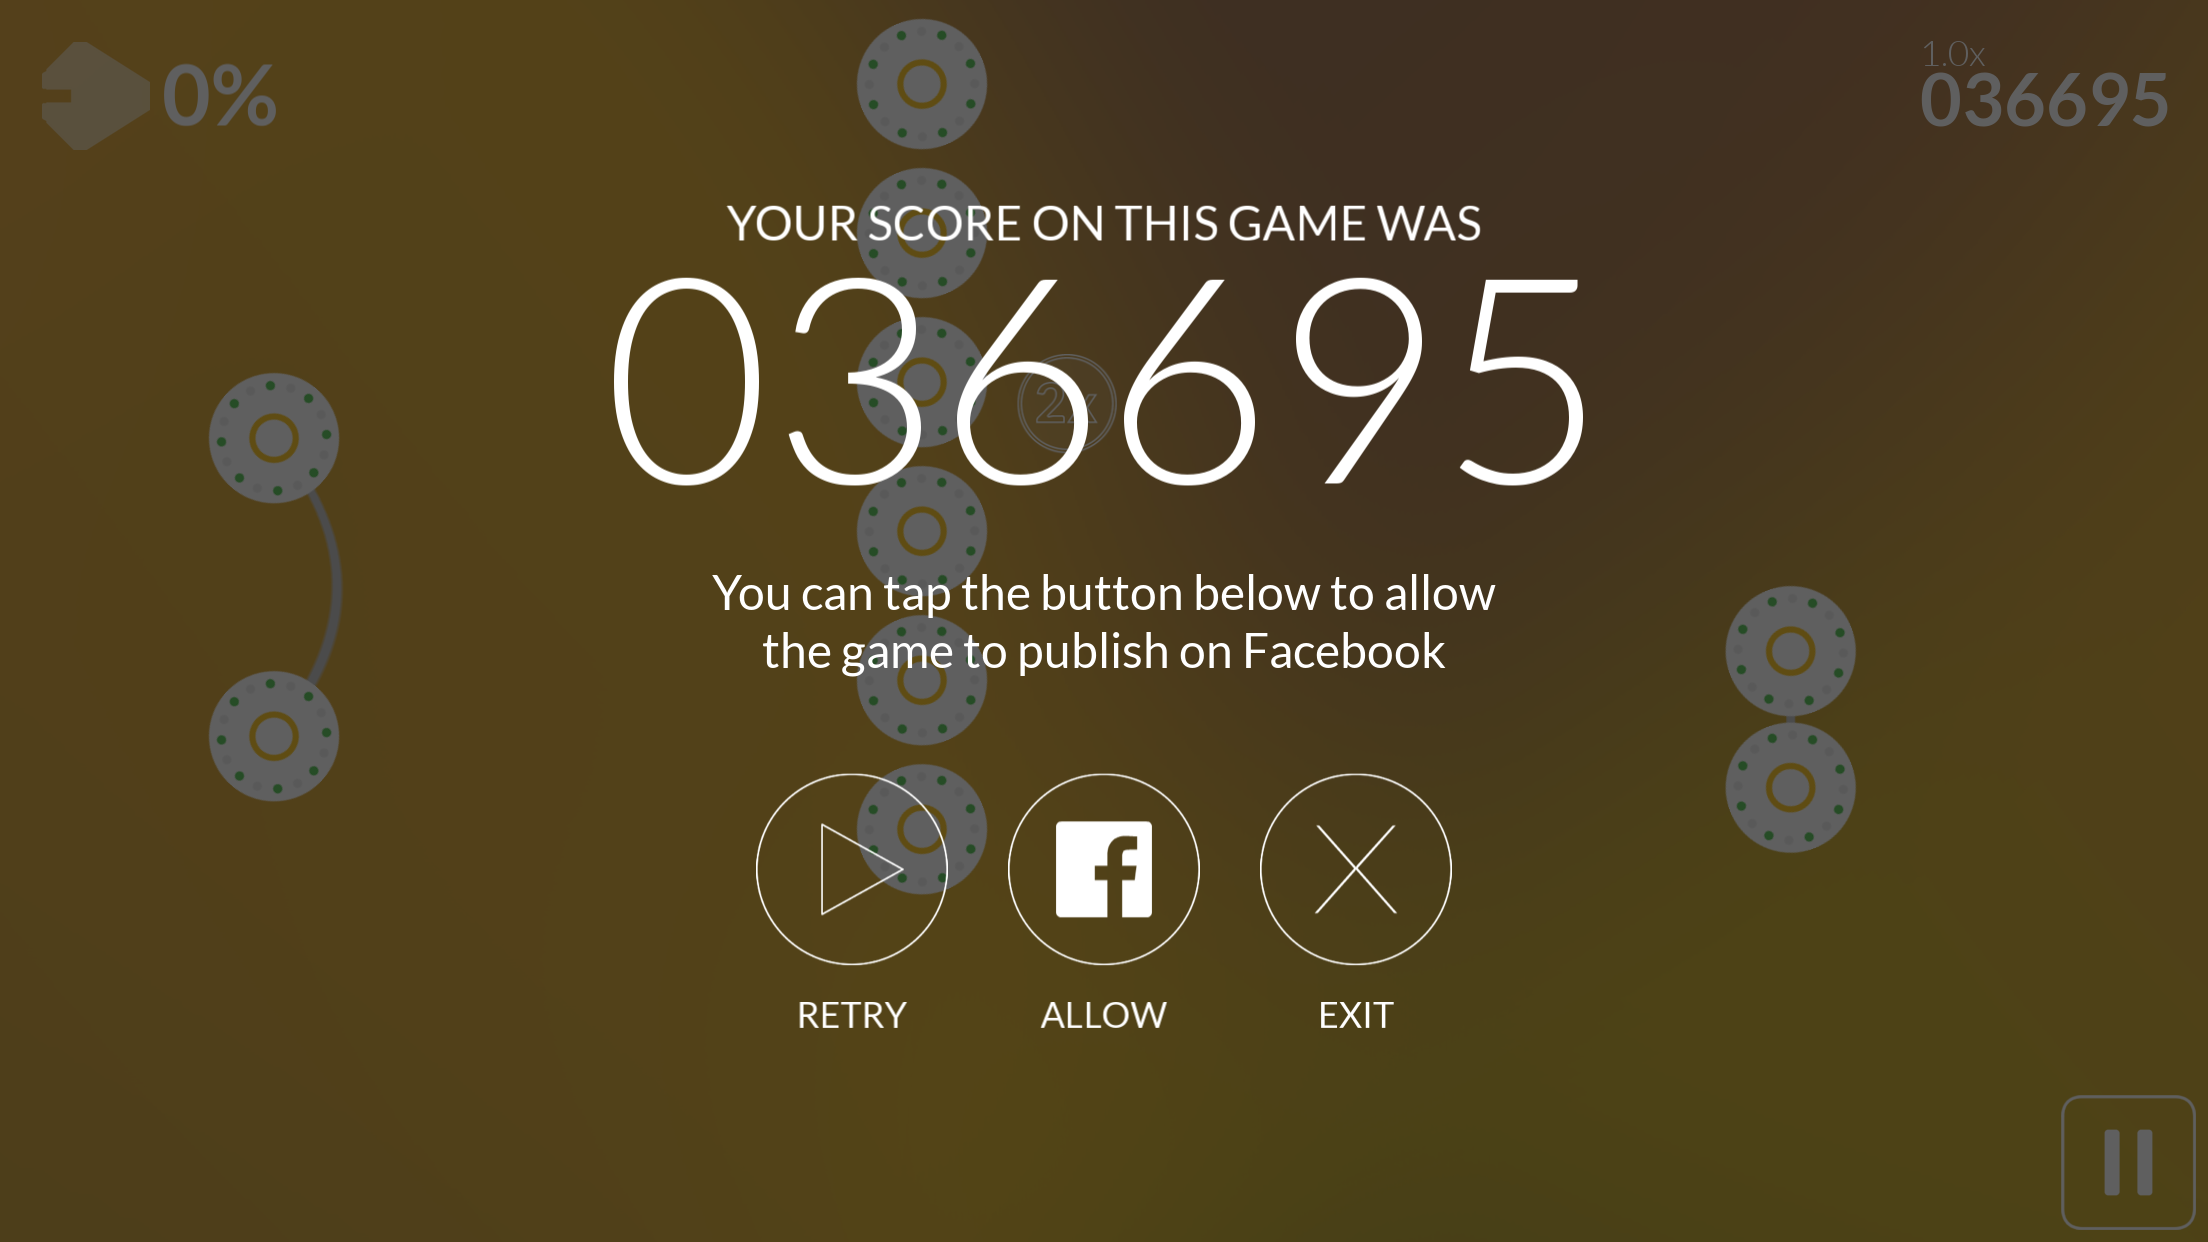 0%
1.0x
036695
YOUR SCORE ON THIS GAME WAS
036695
2x
You can tap the button below to allow
the game to publish on Facebook
RETRY
ALLOW
EXIT